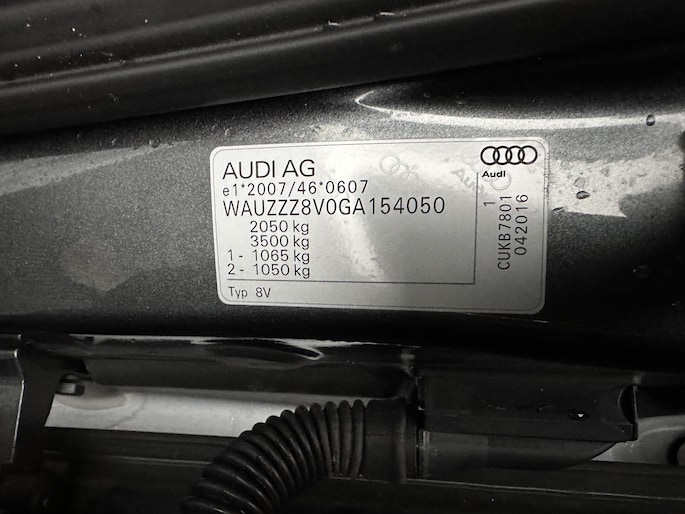 AUDI AG
e1*2007/46*0607
WAUZZZ8V0GA154050
2050 kg
3500 kg
1 - 1065 kg
2 - 1050 kg
Typ 8V
Audi
1
CUKB7801
042016
Audi